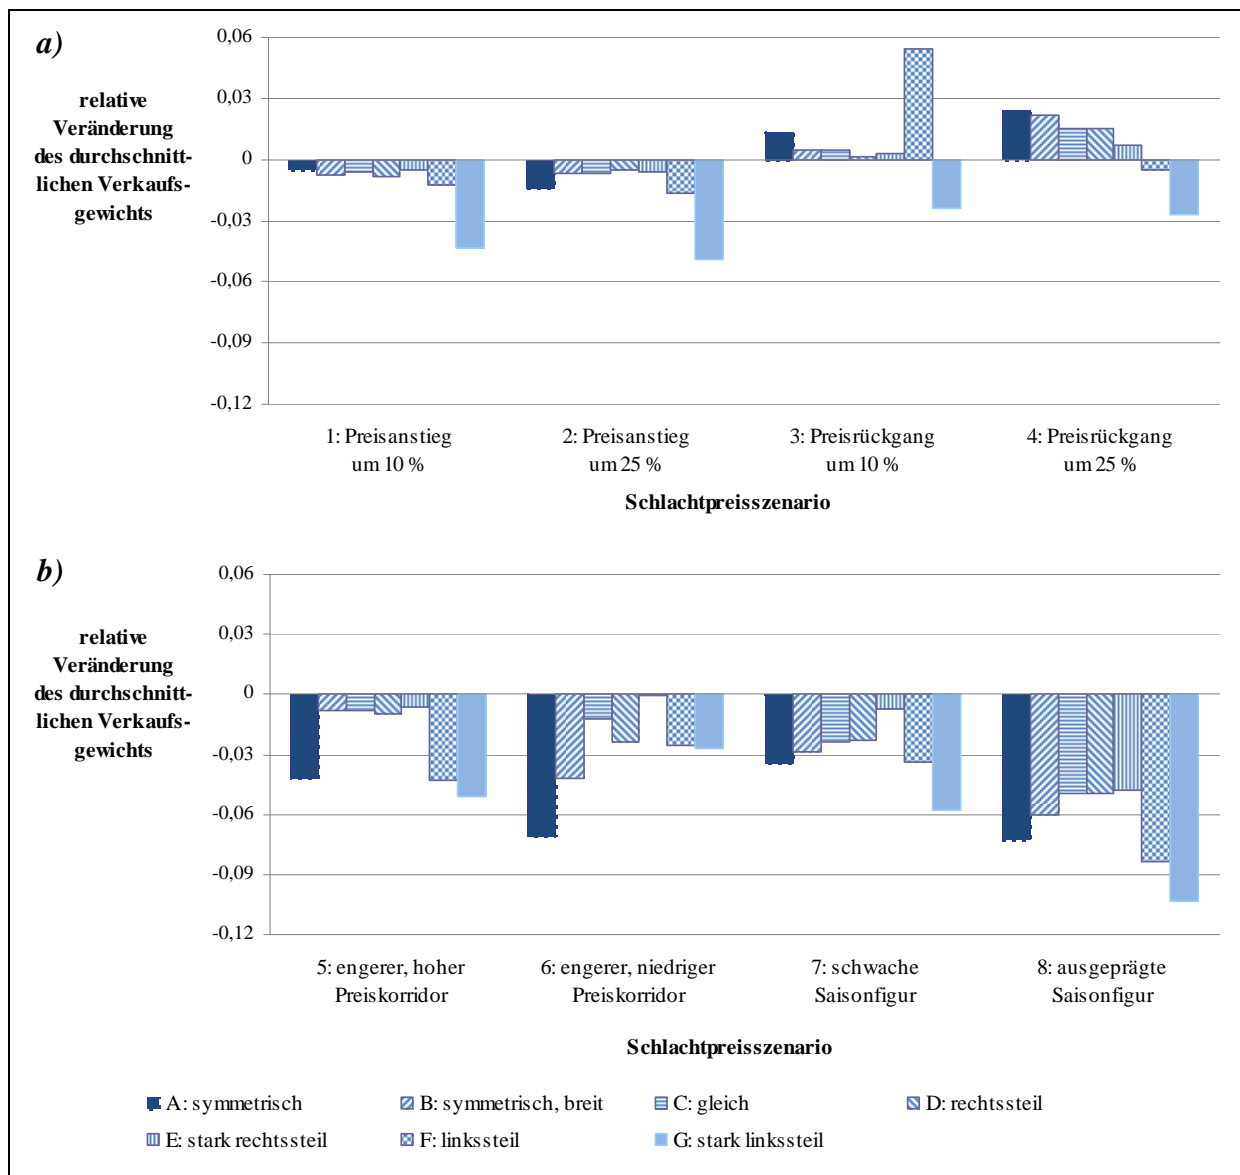 a)
relative
Veränderung
des durchschnitt-
lichen Verkaufs-
gewichts
0,06
0,03
0
-0,03
-0,06
-0,09
-0,12
1: Preisanstieg
um 10 %
2: Preisanstieg
um 25 %
3: Preisrückgang
um 10 %
4: Preisrückgang
um 25 %
Schlachtpreisszenario
b)
relative
Veränderung
des durchschnitt-
lichen Verkaufs-
gewichts
0,06
0,03
0
-0,03
-0,06
-0,09
-0,12
5: engerer, hoher
Preiskorridor
6: engerer, niedriger
Preiskorridor
7: schwache
Saisonfigur
8: ausgeprägte
Saisonfigur
Schlachtpreisszenario
A: symmetrisch
B: symmetrisch, breit
C: gleich
D: rechtssteil
E: stark rechtssteil
F: linkssteil
G: stark linkssteil